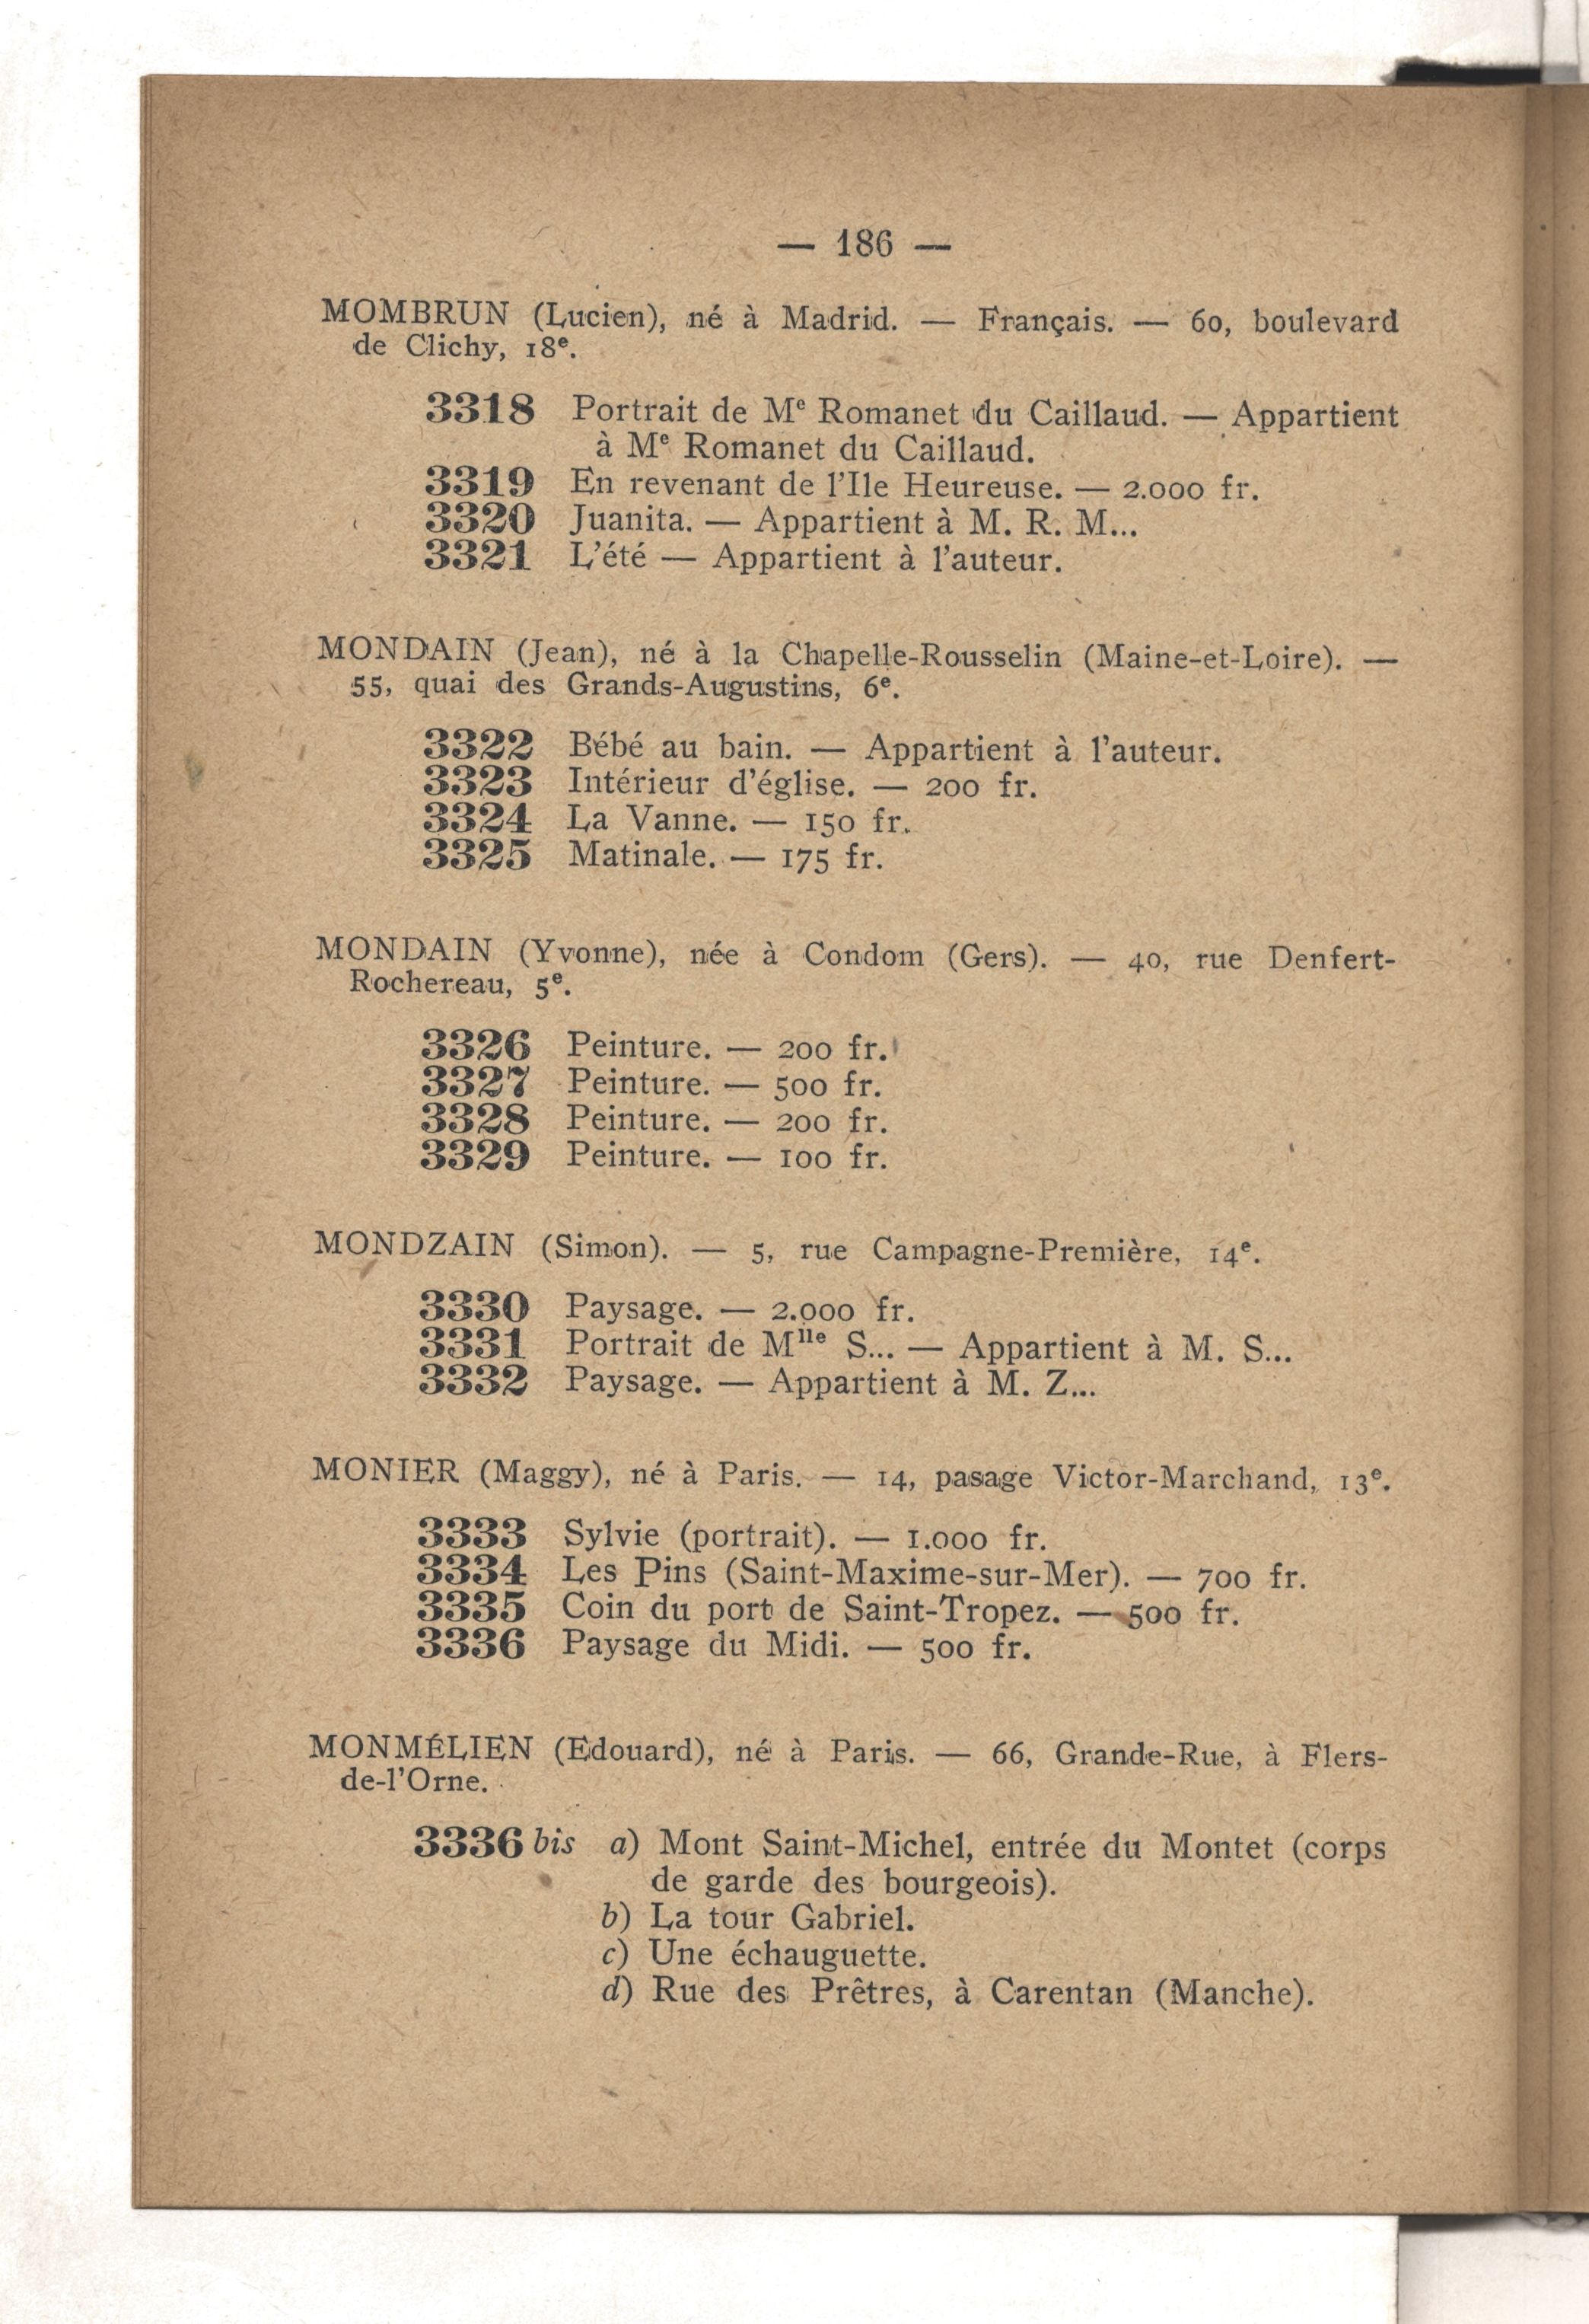 — 186 —
MOMBRUN (Lucien), né à Madrid. — Français. — 60, boulevard
de Clichy, 18e.
3318 Portrait de Me Romanet du Caillaud. — Appartient
à Me Romanet du Caillaud.
3319 En revenant de l'Ile Heureuse. — 2.000 fr.
3320 Juanita. — Appartient à M. R. M...
3321 L'été — Appartient à l'auteur.
MONDAIN (Jean), né à la Chapelle-Rousselin (Maine-et-Loire). —
55, quai des Grands-Augustins, 6e.
3322 Bébé au bain. — Appartient à l'auteur.
3323 Intérieur d'église. — 200 fr.
3324 La Vanne. — 150 fr.
3325 Matinale. — 175 fr.
MONDAIN (Yvonne), née à Condom (Gers). — 40, rue Denfert-
Rochereau, 5e.
3326 Peinture. — 200 fr.
3327 Peinture. — 500 fr.
3328 Peinture. — 200 fr.
3329 Peinture. — 100 fr.
MONDZAIN (Simon). — 5, rue Campagne-Première, 14e.
3330 Paysage. — 2.000 fr.
3331 Portrait de Mlle S... — Appartient à M. S...
3332 Paysage. — Appartient à M. Z...
MONIER (Maggy), né à Paris. — 14, pasage Victor-Marchand, 13e.
3333 Sylvie (portrait). — 1.000 fr.
3334 Les Pins (Saint-Maxime-sur-Mer). — 700 fr.
3335 Coin du port de Saint-Tropez. — 500 fr.
3336 Paysage du Midi. — 500 fr.
MONMÉLIEN (Edouard), né à Paris. — 66, Grande-Rue, à Flers-
de-l'Orne.
3336 bis a) Mont Saint-Michel, entrée du Montet (corps
de garde des bourgeois).
b) La tour Gabriel.
c) Une échauguette.
d) Rue des Prêtres, à Carentan (Manche).